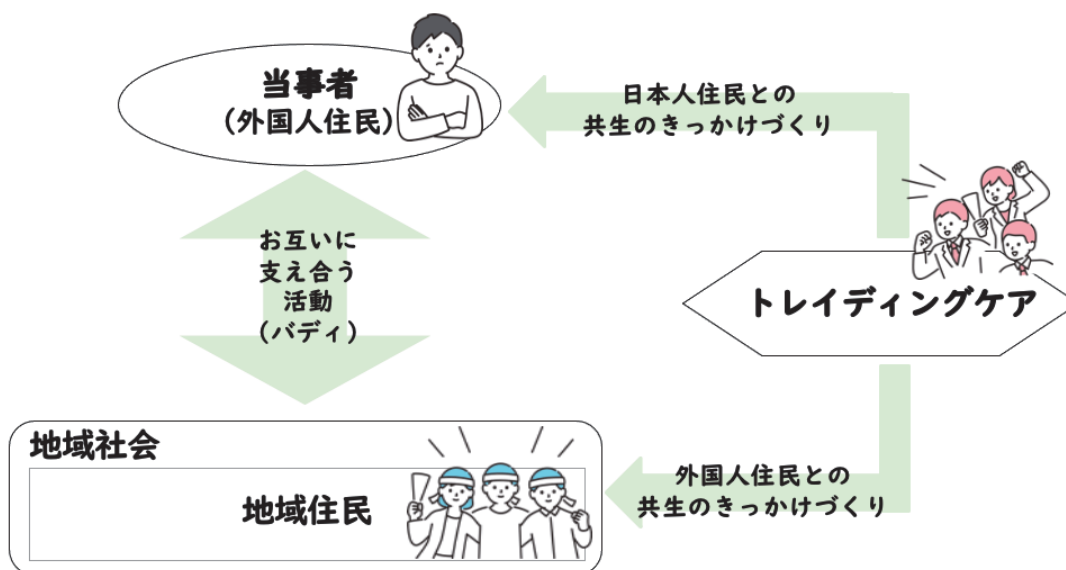 当事者
(外国人住民)
日本人住民との
共生のきっかけづくり
お互いに
支え合う
活動
(バディ)
トレイディングケア
地域社会
地域住民
外国人住民との
共生のきっかけづくり